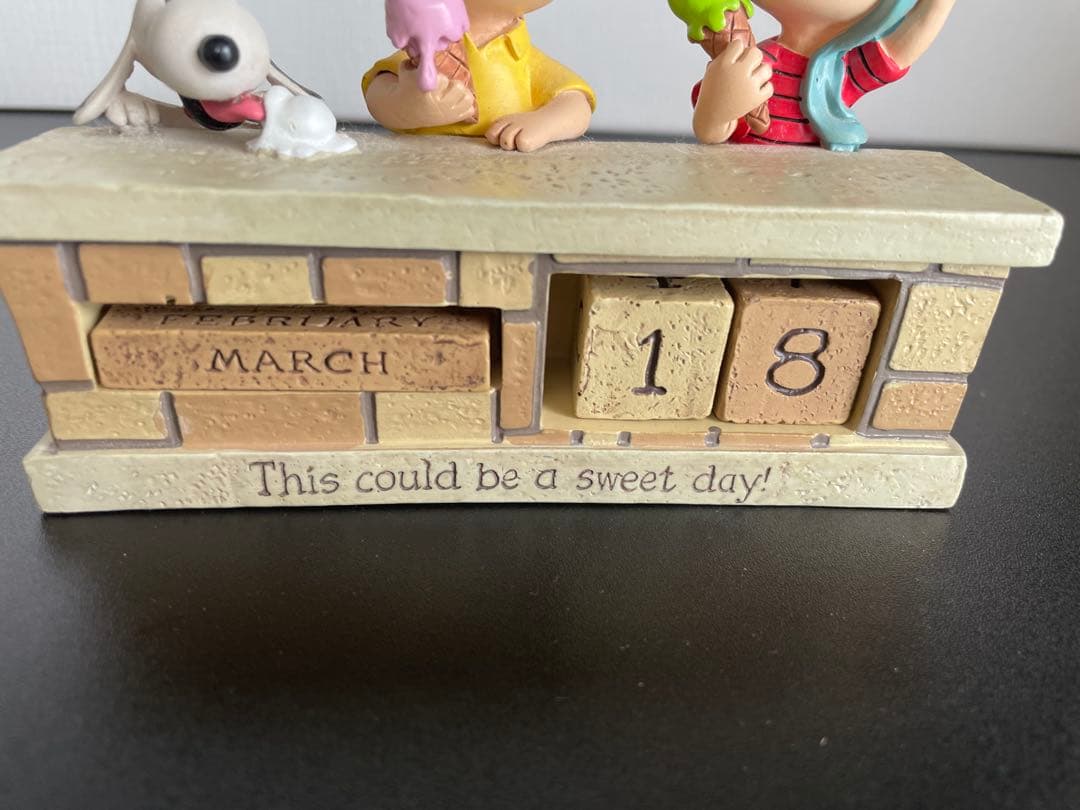 FEBRUARY
MARCH
1 8
This could be a sweet day!